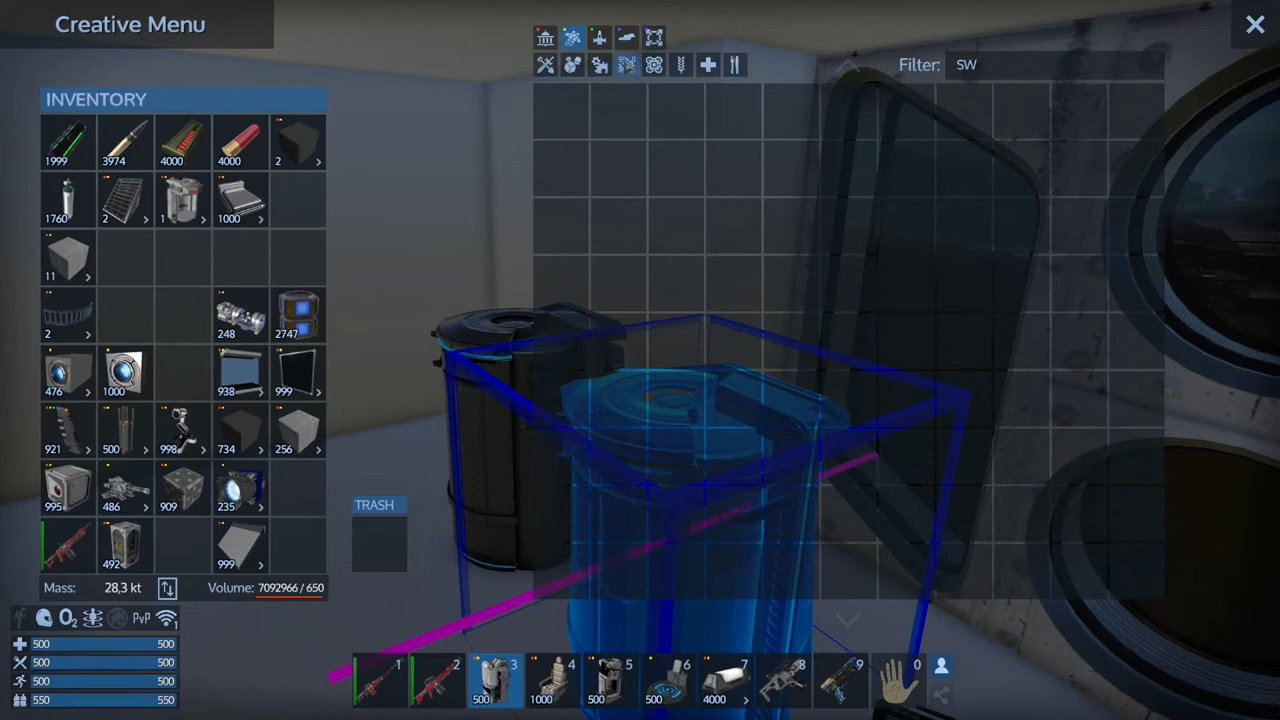 Creative Menu
Filter: SW
INVENTORY
1999 3974 4000 4000 2
1760 2 1 1000
11
2 248 2747
476 1000 938 999
921 500 998 734 256
995 486 909 235
492 999
TRASH
Mass: 28,3 kt Volume: 7092966 / 650
O2 PvP 1
500 500
500 500
500 500
550 550
1 2 3 4 5 6 7 8 9 0
500 1000 500 500 4000